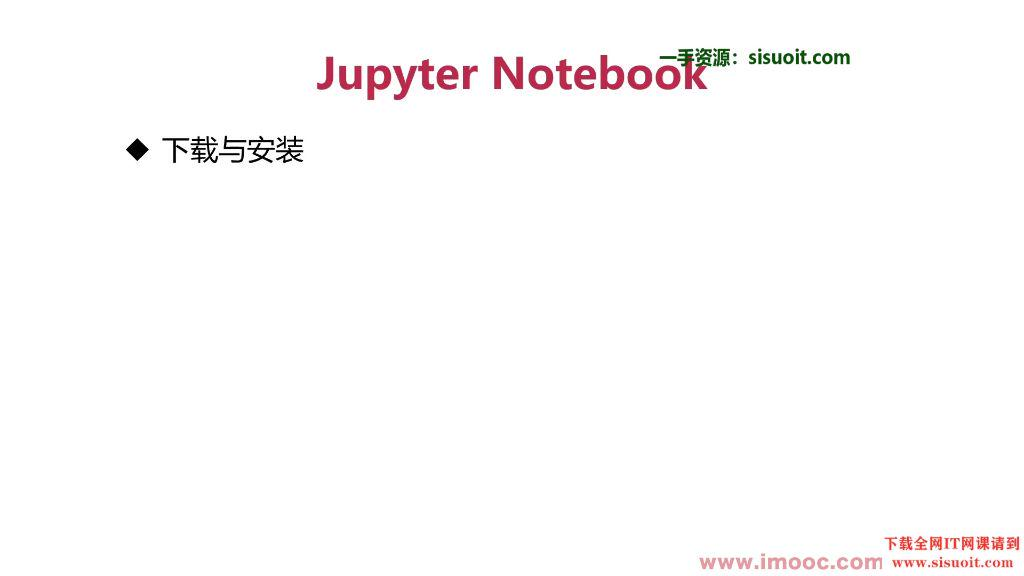 一手资源：sisuoit.com
Jupyter Notebook
◆ 下载与安装
下载全网IT网课请到
www.imooc.com
www.sisuoit.com